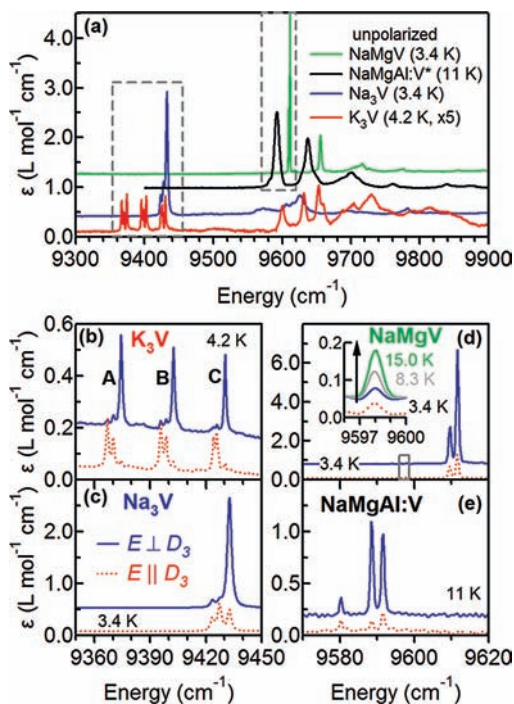 (a)
unpolarized
NaMgV (3.4 K)
NaMgAl:V* (11 K)
Na₃V (3.4 K)
K₃V (4.2 K, x5)
ε (L mol⁻¹ cm⁻¹)
4.0
3.0
2.0
1.0
0.0
9300 9400 9500 9600 9700 9800 9900
Energy (cm⁻¹)
(b) K₃V 4.2 K
A B C
0.6
0.4
0.2
0.0
(d) NaMgV
0.2
0.1
0.0
15.0 K
8.3 K
3.4 K
9597 9600
3.4 K
6.0
4.0
2.0
0.0
ε (L mol⁻¹ cm⁻¹)
(c) Na₃V
E ⊥ D₃
E || D₃
3.4 K
2.0
1.0
0.0
9360 9390 9420 9450
Energy (cm⁻¹)
NaMgAl:V (e)
11 K
1.0
0.5
0.0
9580 9600 9620
Energy (cm⁻¹)